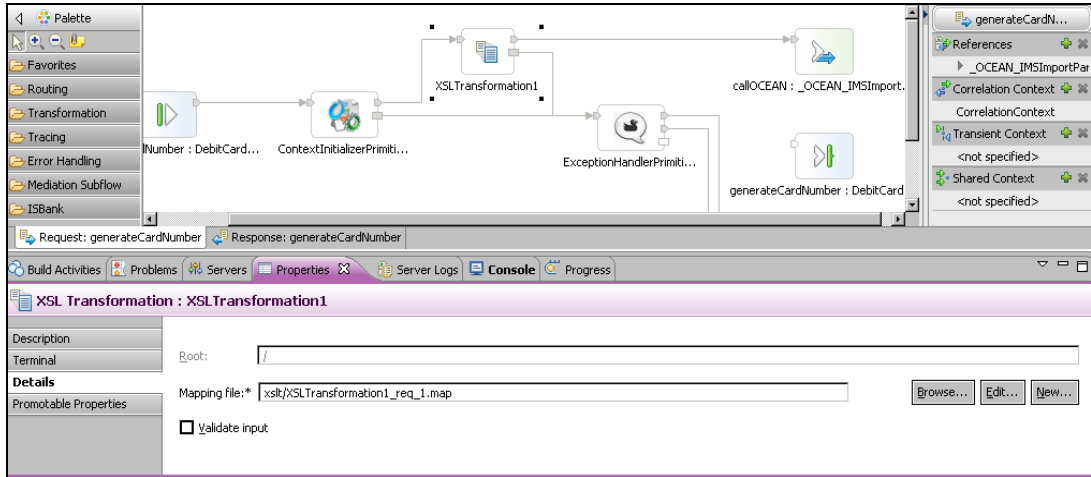 Palette
Favorites
Routing
Transformation
Tracing
Error Handling
Mediation Subflow
ISBank
XSLTransformation1
callOCEAN : _OCEAN_IMSImport.
lNumber : DebitCard...
ContextInitializerPrimiti...
ExceptionHandlerPrimiti...
generateCardNumber : DebitCard
generateCardN...
References
_OCEAN_IMSImportPar
Correlation Context
CorrelationContext
Transient Context
<not specified>
Shared Context
<not specified>
Request: generateCardNumber Response: generateCardNumber
Build Activities Problems Servers Properties Server Logs Console Progress
XSL Transformation : XSLTransformation1
Description
Terminal
Details
Promotable Properties
Root: /
Mapping file:* xslt/XSLTransformation1_req_1.map Browse... Edit... New...
Validate input